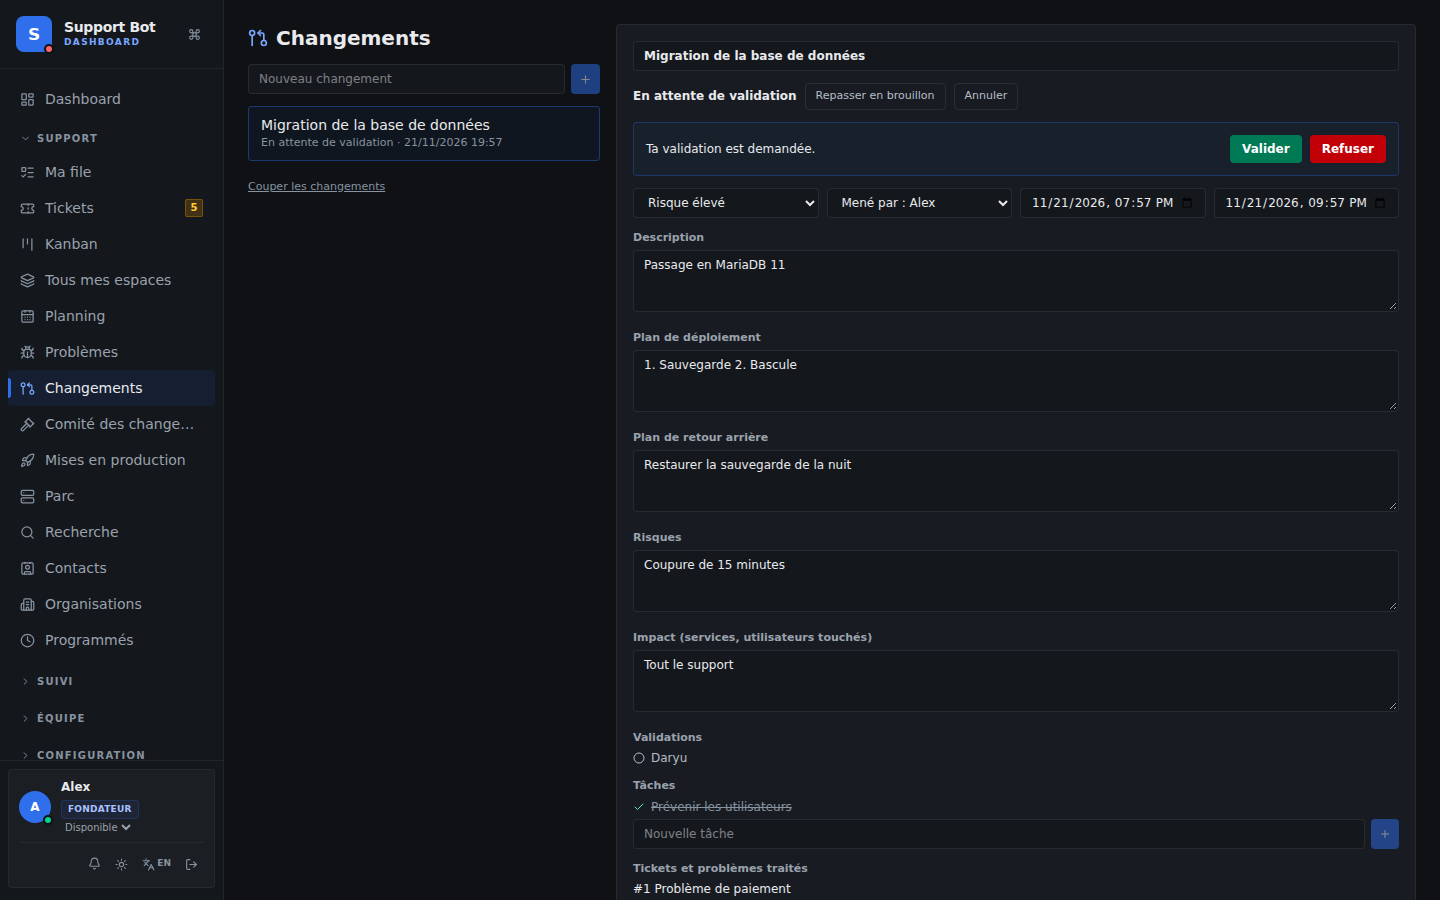 S
Support Bot
DASHBOARD
⌘
Dashboard
SUPPORT
Ma file
Tickets
5
Kanban
Tous mes espaces
Planning
Problèmes
Changements
Comité des change...
Mises en production
Parc
Recherche
Contacts
Organisations
Programmés
SUIVI
ÉQUIPE
CONFIGURATION
A
Alex
FONDATEUR
Disponible
EN
Changements
Nouveau changement
+
Migration de la base de données
En attente de validation · 21/11/2026 19:57
Couper les changements
Migration de la base de données
En attente de validation
Repasser en brouillon
Annuler
Ta validation est demandée.
Valider
Refuser
Risque élevé
Mené par : Alex
11/21/2026, 07:57 PM
11/21/2026, 09:57 PM
Description
Passage en MariaDB 11
Plan de déploiement
1. Sauvegarde 2. Bascule
Plan de retour arrière
Restaurer la sauvegarde de la nuit
Risques
Coupure de 15 minutes
Impact (services, utilisateurs touchés)
Tout le support
Validations
Daryu
Tâches
Prévenir les utilisateurs
Nouvelle tâche
+
Tickets et problèmes traités
#1 Problème de paiement